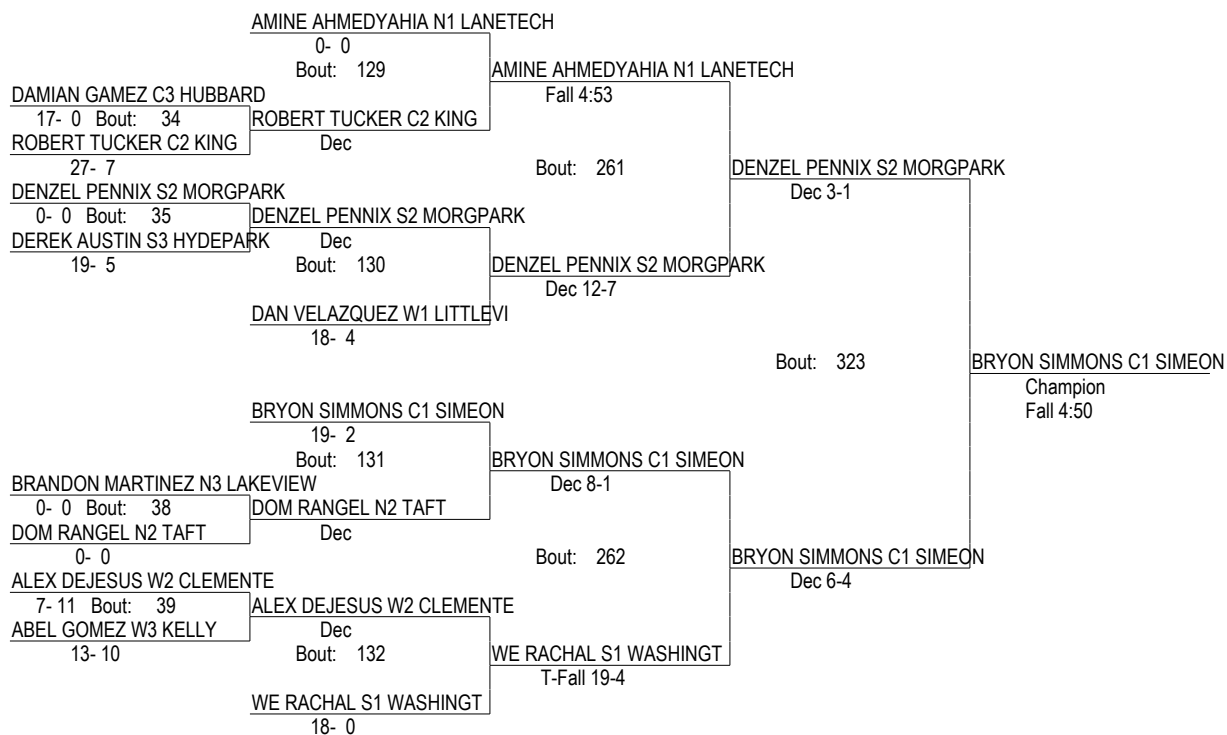 AMINE AHMEDYAHIA N1 LANETECH
0- 0
Bout: 129
AMINE AHMEDYAHIA N1 LANETECH
Fall 4:53
DAMIAN GAMEZ C3 HUBBARD
17- 0 Bout: 34
ROBERT TUCKER C2 KING
Dec
ROBERT TUCKER C2 KING
27- 7
Bout: 261
DENZEL PENNIX S2 MORGPARK
Dec 3-1
DENZEL PENNIX S2 MORGPARK
0- 0 Bout: 35
DENZEL PENNIX S2 MORGPARK
Dec
DEREK AUSTIN S3 HYDEPARK
19- 5
Bout: 130
DENZEL PENNIX S2 MORGPARK
Dec 12-7
DAN VELAZQUEZ W1 LITTLEVI
18- 4
Bout: 323
BRYON SIMMONS C1 SIMEON
Champion
Fall 4:50
BRYON SIMMONS C1 SIMEON
19- 2
Bout: 131
BRYON SIMMONS C1 SIMEON
Dec 8-1
BRANDON MARTINEZ N3 LAKEVIEW
0- 0 Bout: 38
DOM RANGEL N2 TAFT
Dec
DOM RANGEL N2 TAFT
0- 0
Bout: 262
BRYON SIMMONS C1 SIMEON
Dec 6-4
ALEX DEJESUS W2 CLEMENTE
7- 11 Bout: 39
ALEX DEJESUS W2 CLEMENTE
Dec
ABEL GOMEZ W3 KELLY
13- 10
Bout: 132
WE RACHAL S1 WASHINGT
T-Fall 19-4
WE RACHAL S1 WASHINGT
18- 0